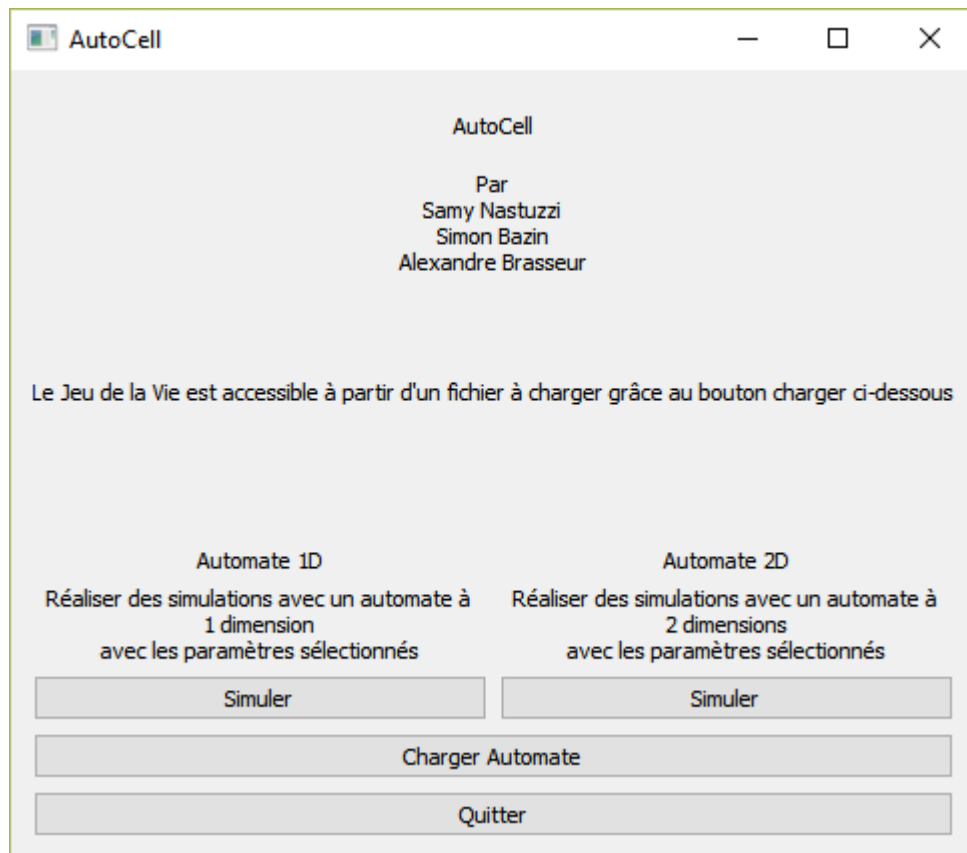 AutoCell
AutoCell
Par
Samy Nastuzzi
Simon Bazin
Alexandre Brasseur
Le Jeu de la Vie est accessible à partir d'un fichier à charger grâce au bouton charger ci-dessous
Automate 1D
Réaliser des simulations avec un automate à
1 dimension
avec les paramètres sélectionnés
Simuler
Automate 2D
Réaliser des simulations avec un automate à
2 dimensions
avec les paramètres sélectionnés
Simuler
Charger Automate
Quitter